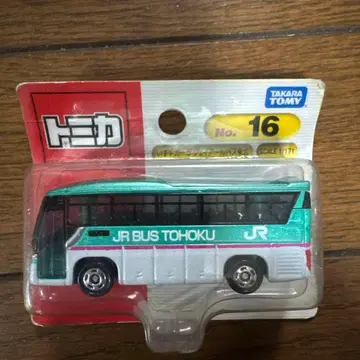 トミカ
TAKARA
TOMY
No. 16
JR BUS TOHOKU
JR